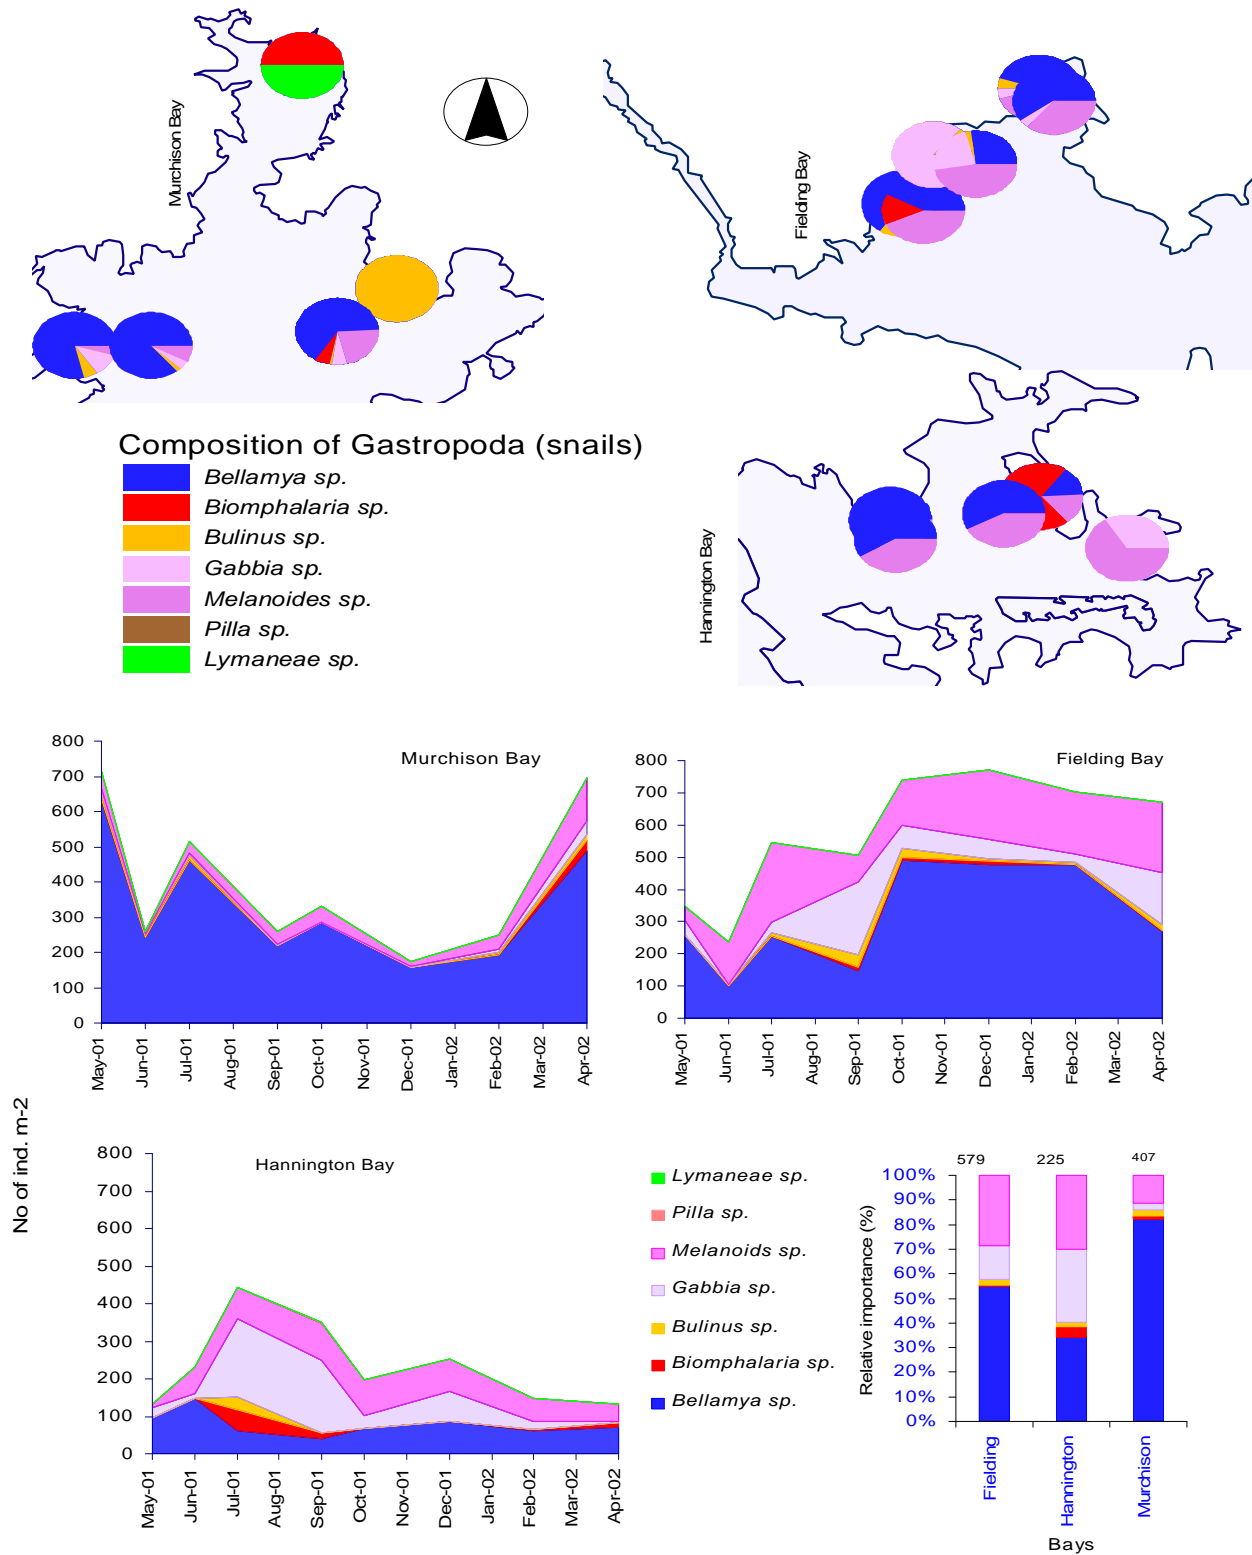 Murchison Bay
Fielding Bay
Hannington Bay
Composition of Gastropoda (snails)
Bellamya sp.
Biomphalaria sp.
Bulinus sp.
Gabbia sp.
Melanoides sp.
Pilla sp.
Lymaneae sp.
Murchison Bay
800
700
600
500
400
300
200
100
0
May-01
Jun-01
Jul-01
Aug-01
Sep-01
Oct-01
Nov-01
Dec-01
Jan-02
Feb-02
Mar-02
Apr-02
Fielding Bay
800
700
600
500
400
300
200
100
0
May-01
Jun-01
Jul-01
Aug-01
Sep-01
Oct-01
Nov-01
Dec-01
Jan-02
Feb-02
Mar-02
Apr-02
No of ind. m-2
Hannington Bay
800
700
600
500
400
300
200
100
0
May-01
Jun-01
Jul-01
Aug-01
Sep-01
Oct-01
Nov-01
Dec-01
Jan-02
Feb-02
Mar-02
Apr-02
Lymaneae sp.
Pilla sp.
Melanoids sp.
Gabbia sp.
Bulinus sp.
Biomphalaria sp.
Bellamya sp.
579
225
407
Relative importance (%)
100%
90%
80%
70%
60%
50%
40%
30%
20%
10%
0%
Fielding
Hannington
Murchison
Bays